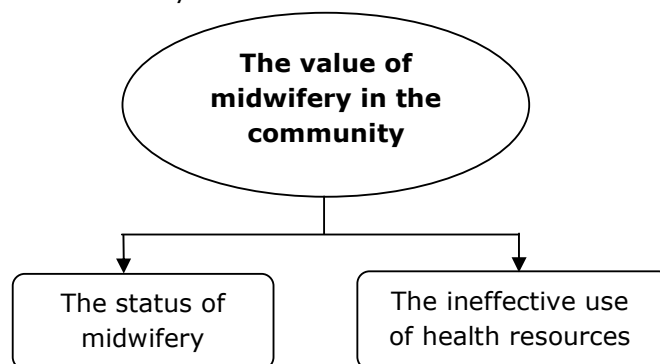 The value of
midwifery in the
community
The status of
midwifery
The ineffective use
of health resources